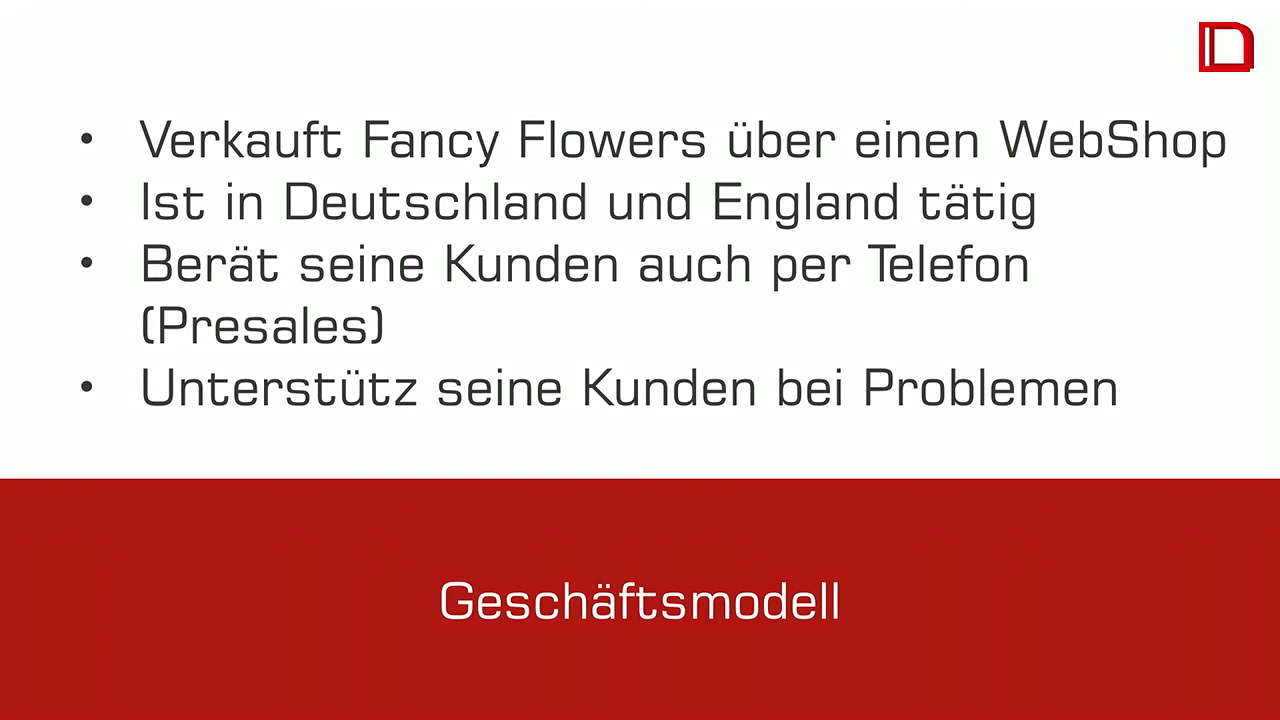 • Verkauft Fancy Flowers über einen WebShop
• Ist in Deutschland und England tätig
• Berät seine Kunden auch per Telefon
(Presales)
• Unterstütz seine Kunden bei Problemen
Geschäftsmodell